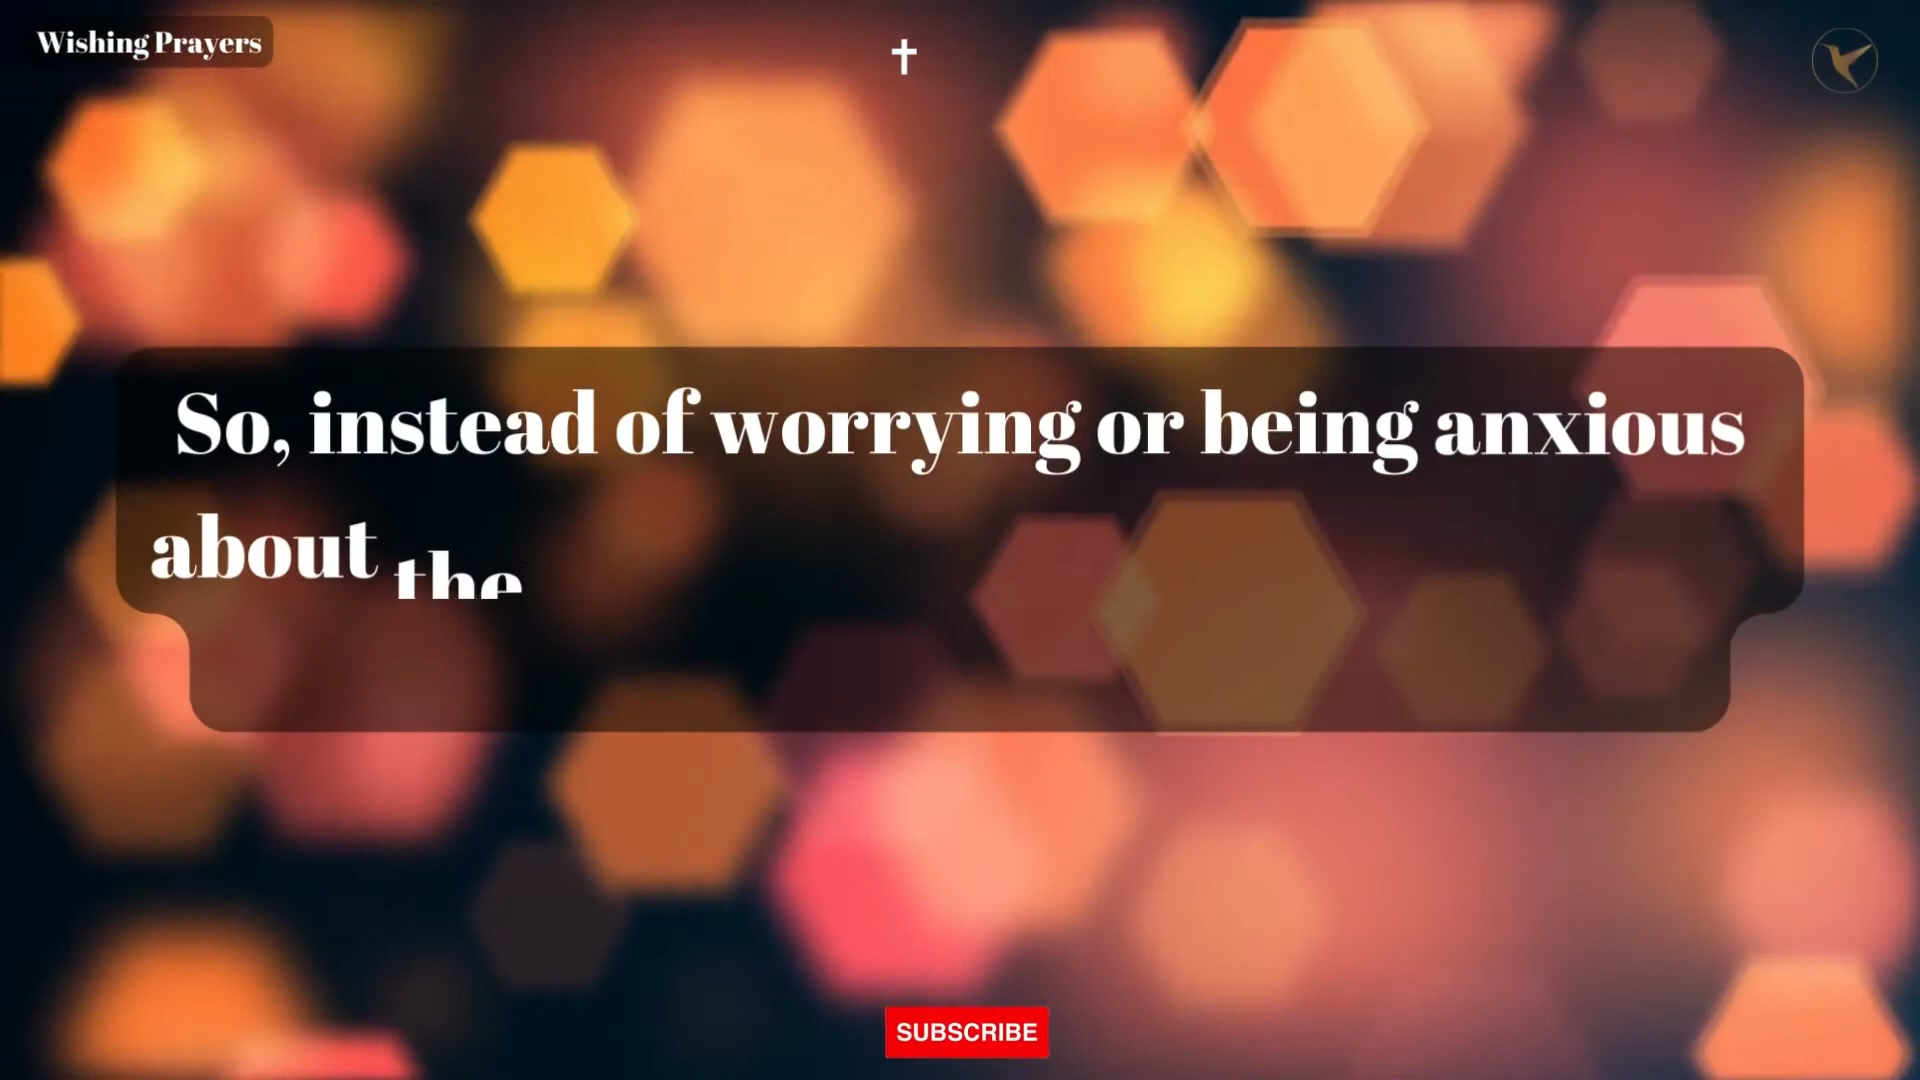 Wishing Prayers
So, instead of worrying or being anxious
about the
SUBSCRIBE